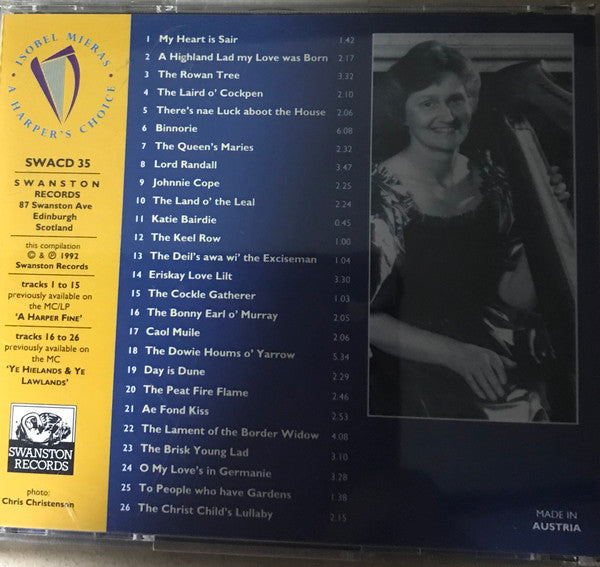 ISOBEL MIERAS
A HARPER'S CHOICE
SWACD 35
SWANSTON
RECORDS
87 Swanston Ave
Edinburgh
Scotland
this compilation
© & ℗ 1992
Swanston Records
tracks 1 to 15
previously available
on the MC/LP
'A HARPER FINE'
tracks 16 to 26
previously available on
the MC
'YE HIELANDS & YE
LAWLANDS'
SWANSTON
RECORDS
photo:
Chris Christenson
1 My Heart is Sair 1.42
2 A Highland Lad my Love was Born 2.17
3 The Rowan Tree 3.32
4 The Laird o' Cockpen 2.10
5 There's nae Luck aboot the House 2.06
6 Binnorie 6.08
7 The Queen's Maries 2.32
8 Lord Randall 3.47
9 Johnnie Cope 2.25
10 The Land o' the Leal 2.24
11 Katie Bairdie 0.45
12 The Keel Row 1.00
13 The Deil's awa wi' the Exciseman 1.04
14 Eriskay Love Lilt 3.30
15 The Cockle Gatherer 1.03
16 The Bonny Earl o' Murray 2.05
17 Caol Muile 2.06
18 The Dowie Houms o' Yarrow 5.34
19 Day is Dune 2.29
20 The Peat Fire Flame 2.46
21 Ae Fond Kiss 2.53
22 The Lament of the Border Widow 4.08
23 The Brisk Young Lad 3.10
24 O My Love's in Germanie 3.28
25 To People who have Gardens 1.38
26 The Christ Child's Lullaby 2.15
MADE IN
AUSTRIA